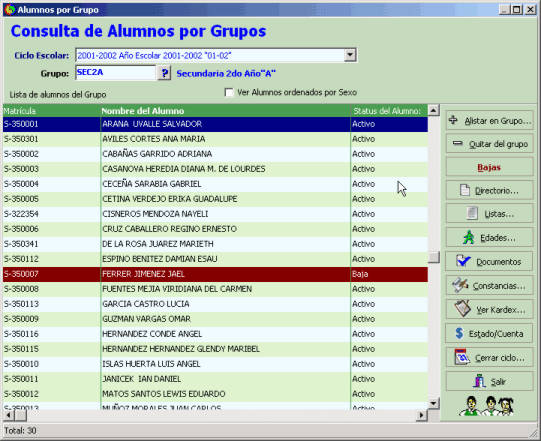 Alumnos por Grupo
Consulta de Alumnos por Grupos
Ciclo Escolar: 2001-2002 Año Escolar 2001-2002 "01-02"
Grupo: SEC2A ? Secundaria 2do Año"A"
Lista de alumnos del Grupo Ver Alumnos ordenados por Sexo
Matrícula Nombre del Alumno Status del Alumno:
S-350001 ARANA UVALLE SALVADOR Activo
S-350301 AVILES CORTES ANA MARIA Activo
S-350002 CABAÑAS GARRIDO ADRIANA Activo
S-350003 CASANOVA HEREDIA DIANA M. DE LOURDES Activo
S-350004 CECEÑA SARABIA GABRIEL Activo
S-350005 CETINA VERDEJO ERIKA GUADALUPE Activo
S-322354 CISNEROS MENDOZA NAYELI Activo
S-350006 CRUZ CABALLERO REGINO ERNESTO Activo
S-350341 DE LA ROSA JUAREZ MARIETH Activo
S-350112 ESPINO BENITEZ DAMIAN ESAU Activo
S-350007 FERRER JIMENEZ JAEL Baja
S-350008 FUENTES MEJIA VIRIDIANA DEL CARMEN Activo
S-350113 GARCIA CASTRO LUCIA Activo
S-350009 GUZMAN VARGAS OMAR Activo
S-350116 HERNANDEZ CONDE ANGEL Activo
S-350115 HERNANDEZ HERNANDEZ GLENDY MARIBEL Activo
S-350010 ISLAS HUERTA LUIS ANGEL Activo
S-350011 JANICEK IAN DANIEL Activo
S-350012 MATOS SANTOS LEWIS EDGAR Activo
S-350013 MUÑOZ MORALES JUAN CARLOS Activo
Alistar en Grupo...
Quitar del grupo
Bajas
Directorio...
Listas...
Edades...
Documentos
Constancias...
Ver Kardex...
Estado/Cuenta
Cerrar ciclo...
Salir
Total: 30